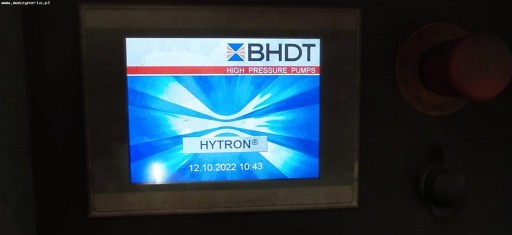 www.maszyneria.pl
BHDT
HIGH PRESSURE PUMPS
HYTRON®
12.10.2022 10:43